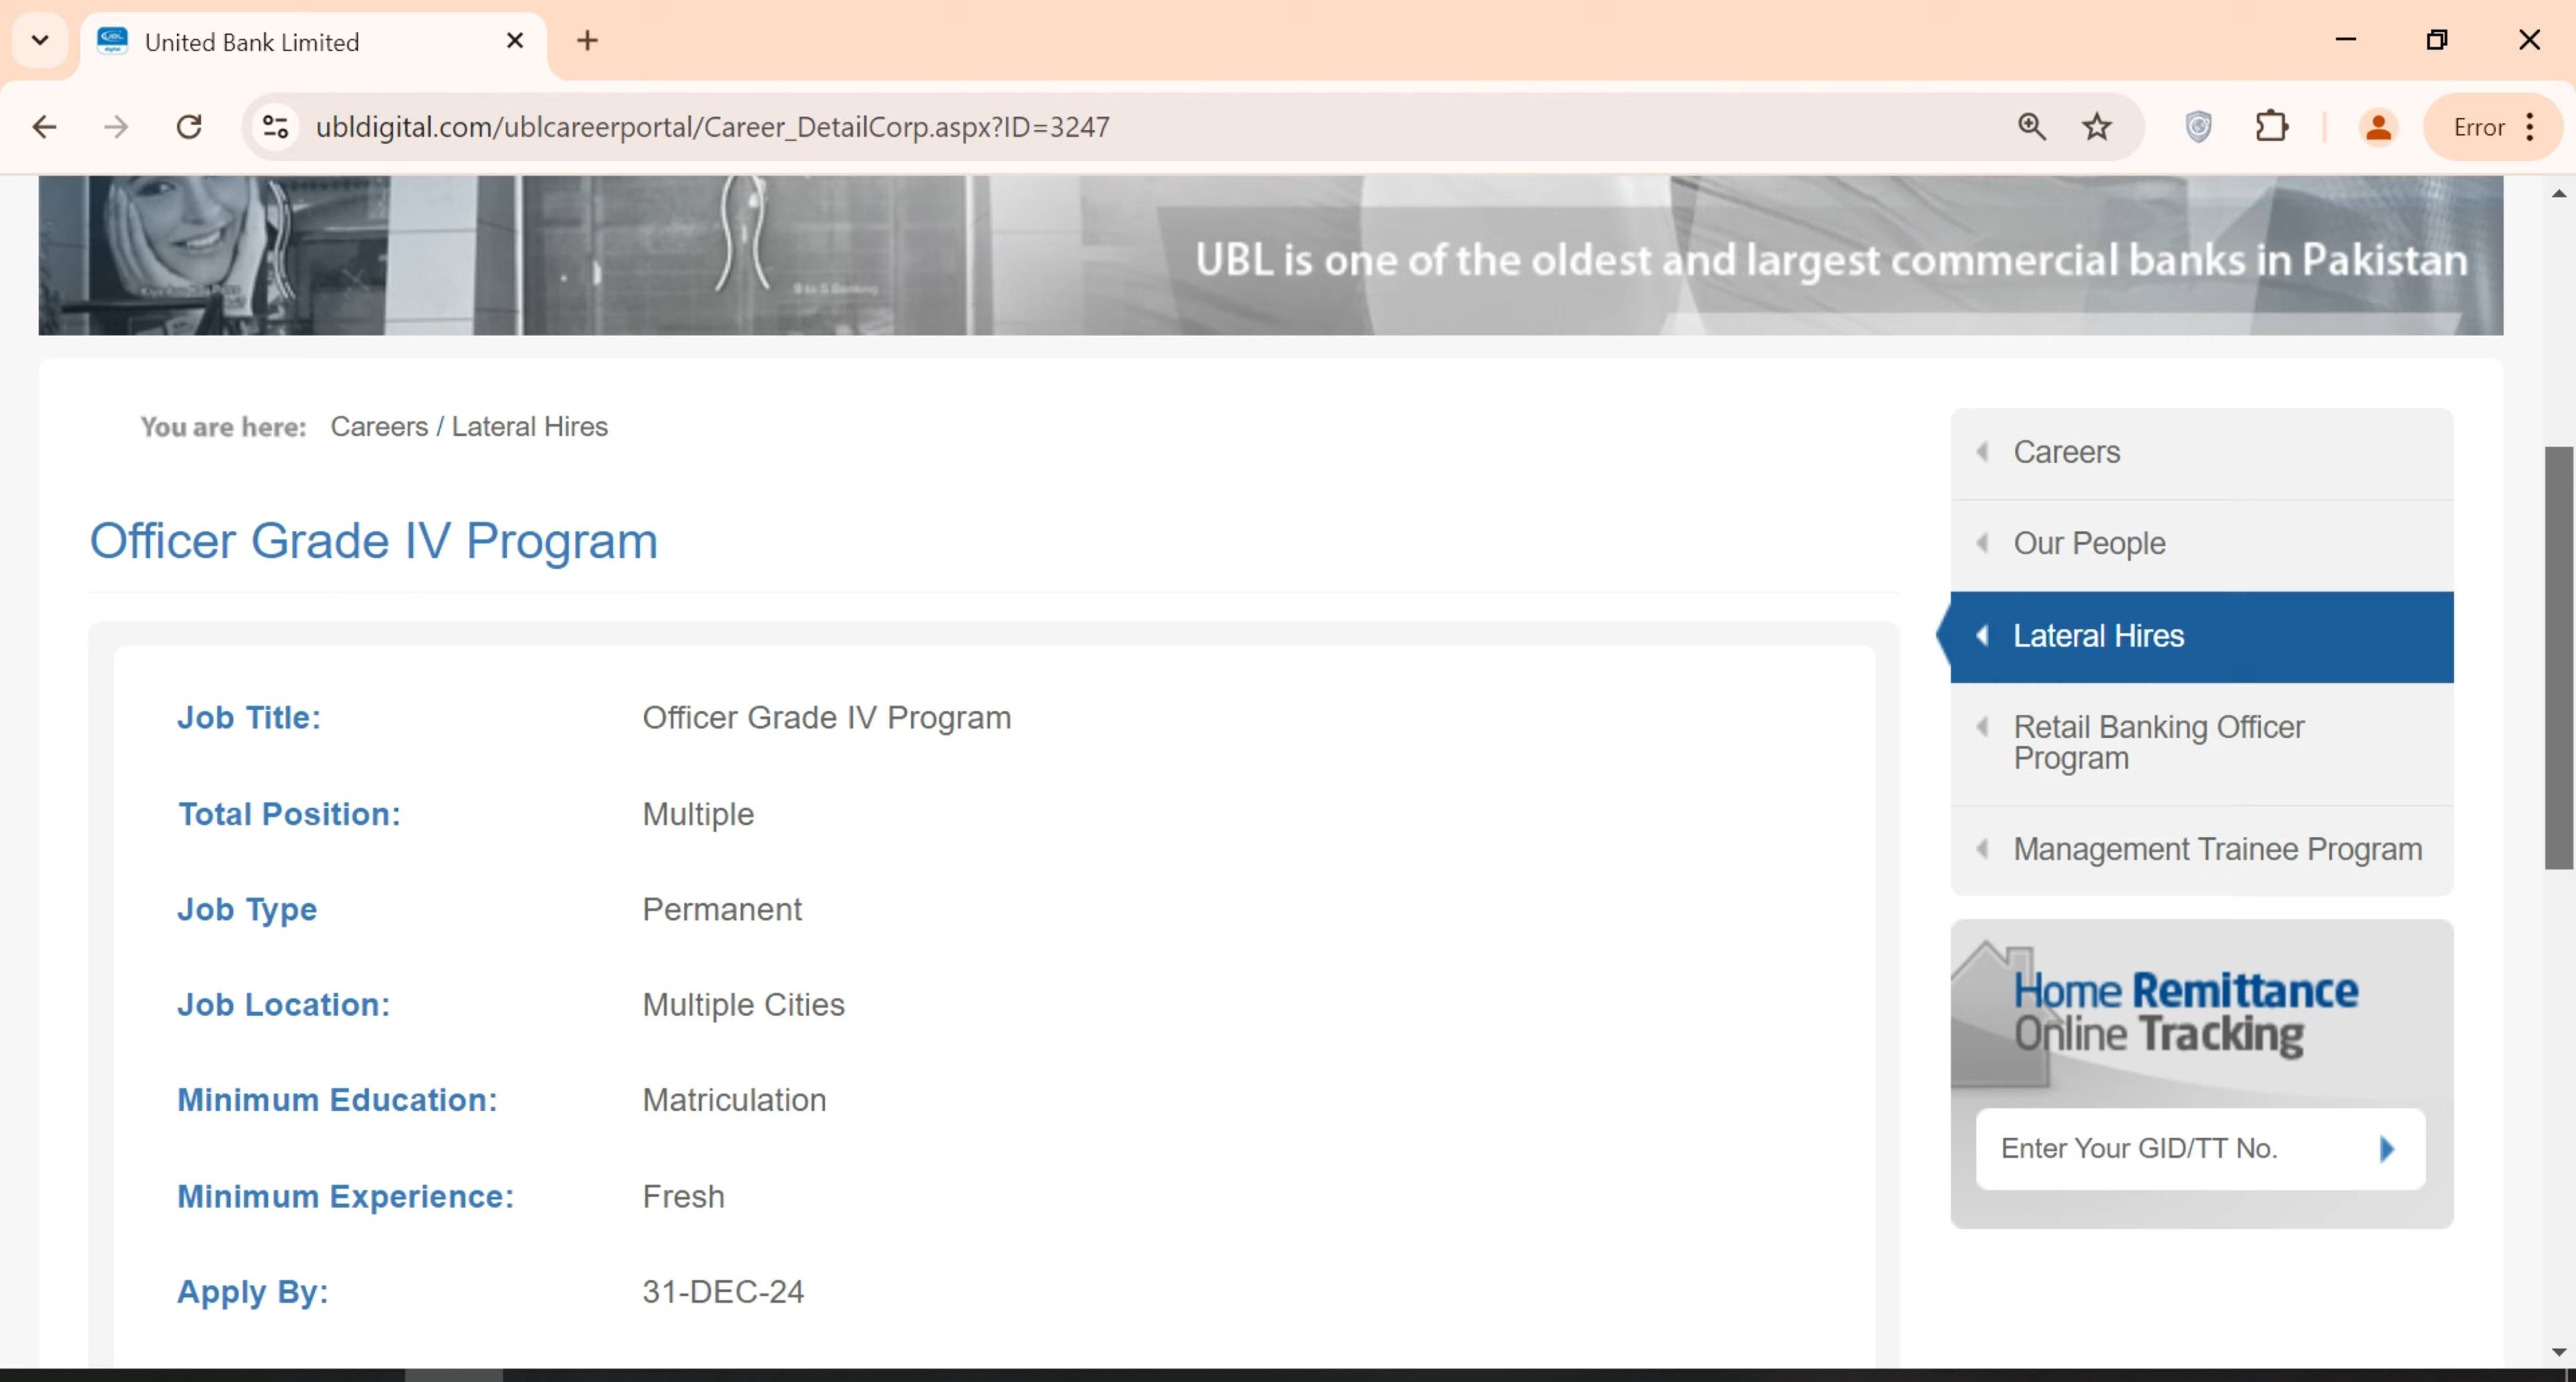 United Bank Limited
ubldigital.com/ublcareerportal/Career_DetailCorp.aspx?ID=3247
Error
9 to 5 Banking
UBL is one of the oldest and largest commercial banks in Pakistan
You are here: Careers / Lateral Hires
Officer Grade IV Program
Job Title: Officer Grade IV Program
Total Position: Multiple
Job Type Permanent
Job Location: Multiple Cities
Minimum Education: Matriculation
Minimum Experience: Fresh
Apply By: 31-DEC-24
Careers
Our People
Lateral Hires
Retail Banking Officer
Program
Management Trainee Program
Home Remittance
Online Tracking
Enter Your GID/TT No.